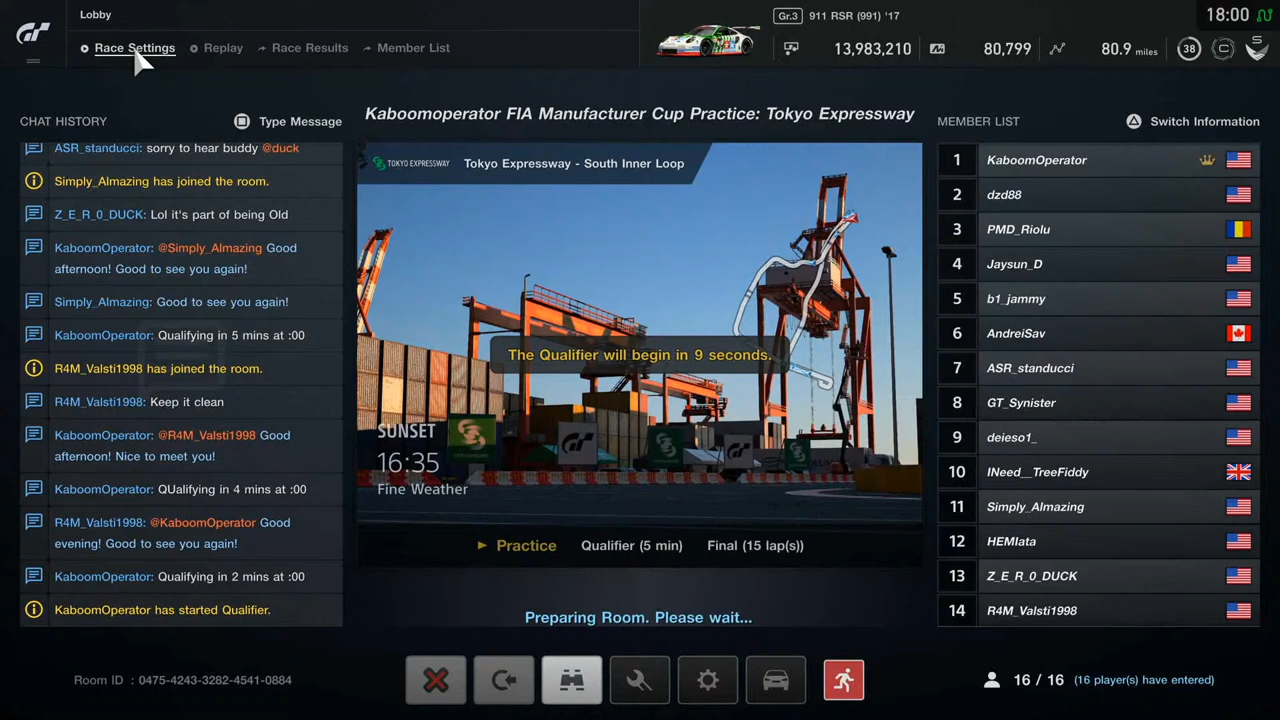 Lobby
Race Settings
Replay
Race Results
Member List
Gr.3
911 RSR (991) '17
13,983,210
80,799
80.9 miles
38
C
S
18:00
Kaboomoperator FIA Manufacturer Cup Practice: Tokyo Expressway
CHAT HISTORY
Type Message
ASR_standucci: sorry to hear buddy @duck
Simply_Almazing has joined the room.
Z_E_R_0_DUCK: Lol it's part of being Old
KaboomOperator: @Simply_Almazing Good
afternoon! Good to see you again!
Simply_Almazing: Good to see you again!
KaboomOperator: Qualifying in 5 mins at :00
R4M_Valsti1998 has joined the room.
R4M_Valsti1998: Keep it clean
KaboomOperator: @R4M_Valsti1998 Good
afternoon! Nice to meet you!
KaboomOperator: QUalifying in 4 mins at :00
R4M_Valsti1998: @KaboomOperator Good
evening! Good to see you again!
KaboomOperator: Qualifying in 2 mins at :00
KaboomOperator has started Qualifier.
TOKYO EXPRESSWAY
Tokyo Expressway - South Inner Loop
The Qualifier will begin in 9 seconds.
SUNSET
16:35
Fine Weather
Practice
Qualifier (5 min)
Final (15 lap(s))
Preparing Room. Please wait...
MEMBER LIST
Switch Information
1 KaboomOperator
2 dzd88
3 PMD_Riolu
4 Jaysun_D
5 b1_jammy
6 AndreiSav
7 ASR_standucci
8 GT_Synister
9 deieso1_
10 INeed__TreeFiddy
11 Simply_Almazing
12 HEMIata
13 Z_E_R_0_DUCK
14 R4M_Valsti1998
Room ID : 0475-4243-3282-4541-0884
16 / 16
(16 player(s) have entered)